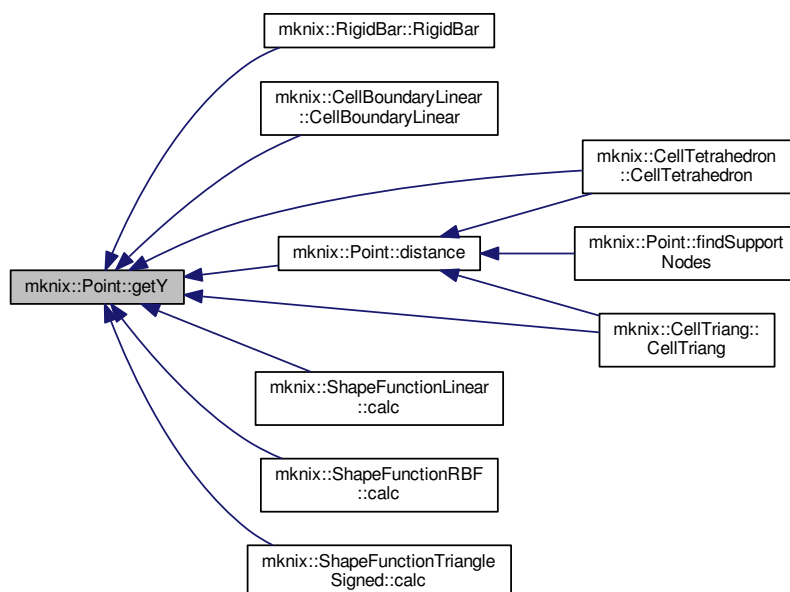 mknix::RigidBar::RigidBar
mknix::CellBoundaryLinear
::CellBoundaryLinear
mknix::CellTetrahedron
::CellTetrahedron
mknix::Point::distance
mknix::Point::findSupport
Nodes
mknix::Point::getY
mknix::CellTriang::
CellTriang
mknix::ShapeFunctionLinear
::calc
mknix::ShapeFunctionRBF
::calc
mknix::ShapeFunctionTriangle
Signed::calc